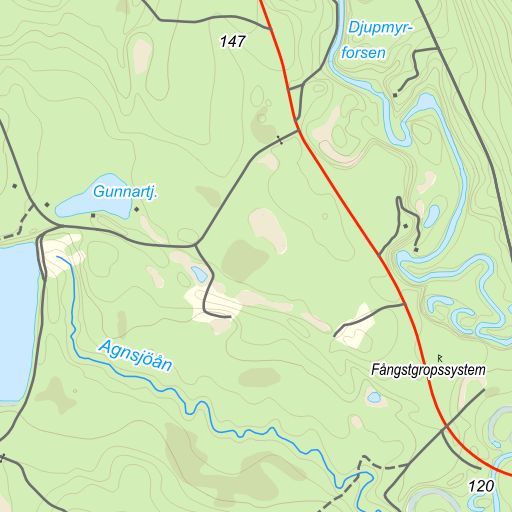 147
Djupmyr-
forsen
Gunnartj.
Agnsjöån
R
Fångstgropssystem
120